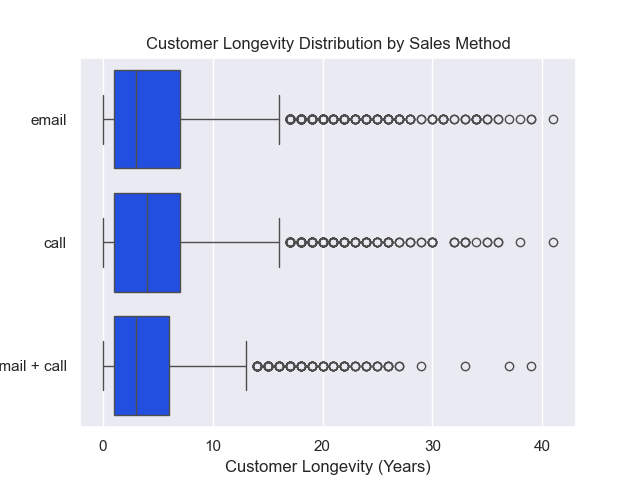 Customer Longevity Distribution by Sales Method
email
call
mail + call
0 10 20 30 40
Customer Longevity (Years)